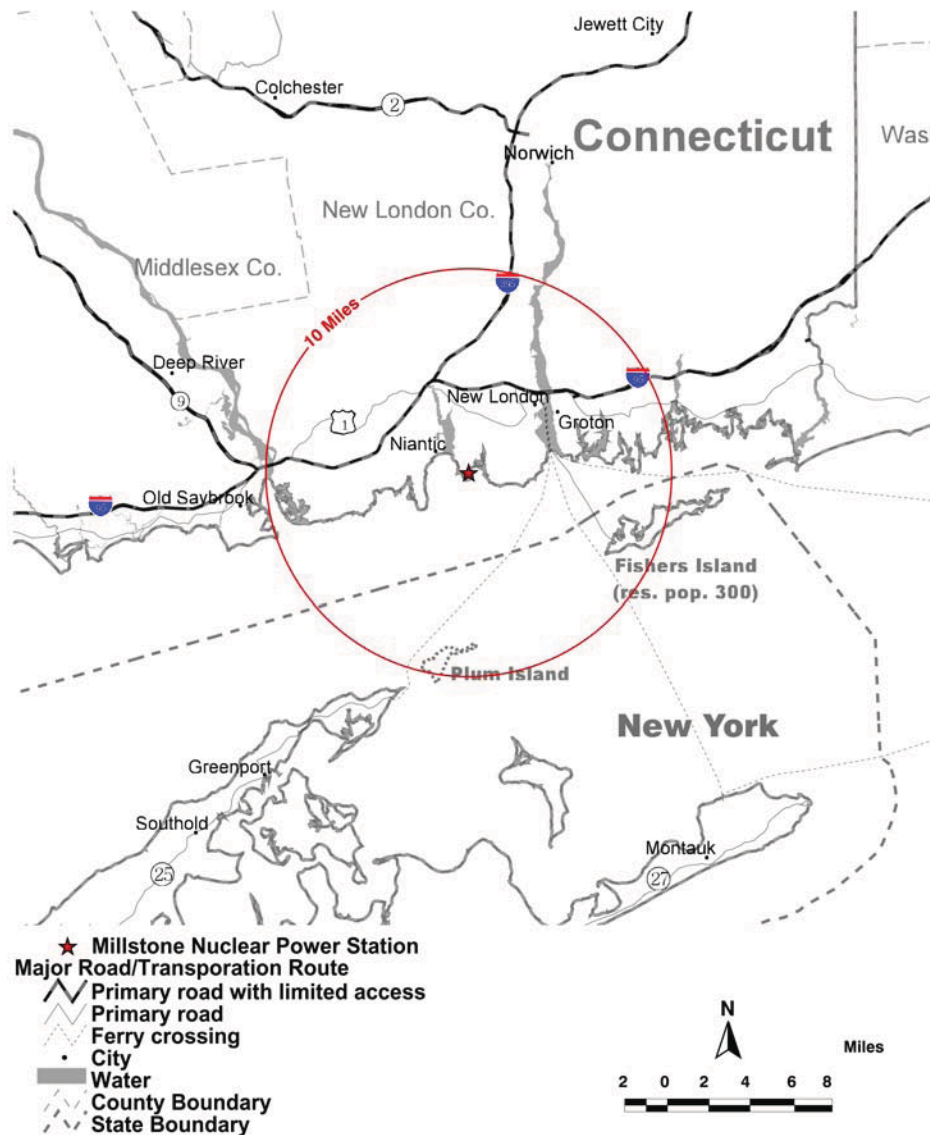 Jewett City
Colchester
2
Connecticut
Norwich
Was
New London Co.
Middlesex Co.
395
10 Miles
Deep River
95
9
New London
1
Groton
Niantic
Old Saybrook
95
Fishers Island
(res. pop. 300)
Plum Island
New York
Greenport
Southold
Montauk
25
27
Millstone Nuclear Power Station
Major Road/Transporation Route
Primary road with limited access
Primary road
Ferry crossing
City
Water
County Boundary
State Boundary
N
Miles
2 0 2 4 6 8